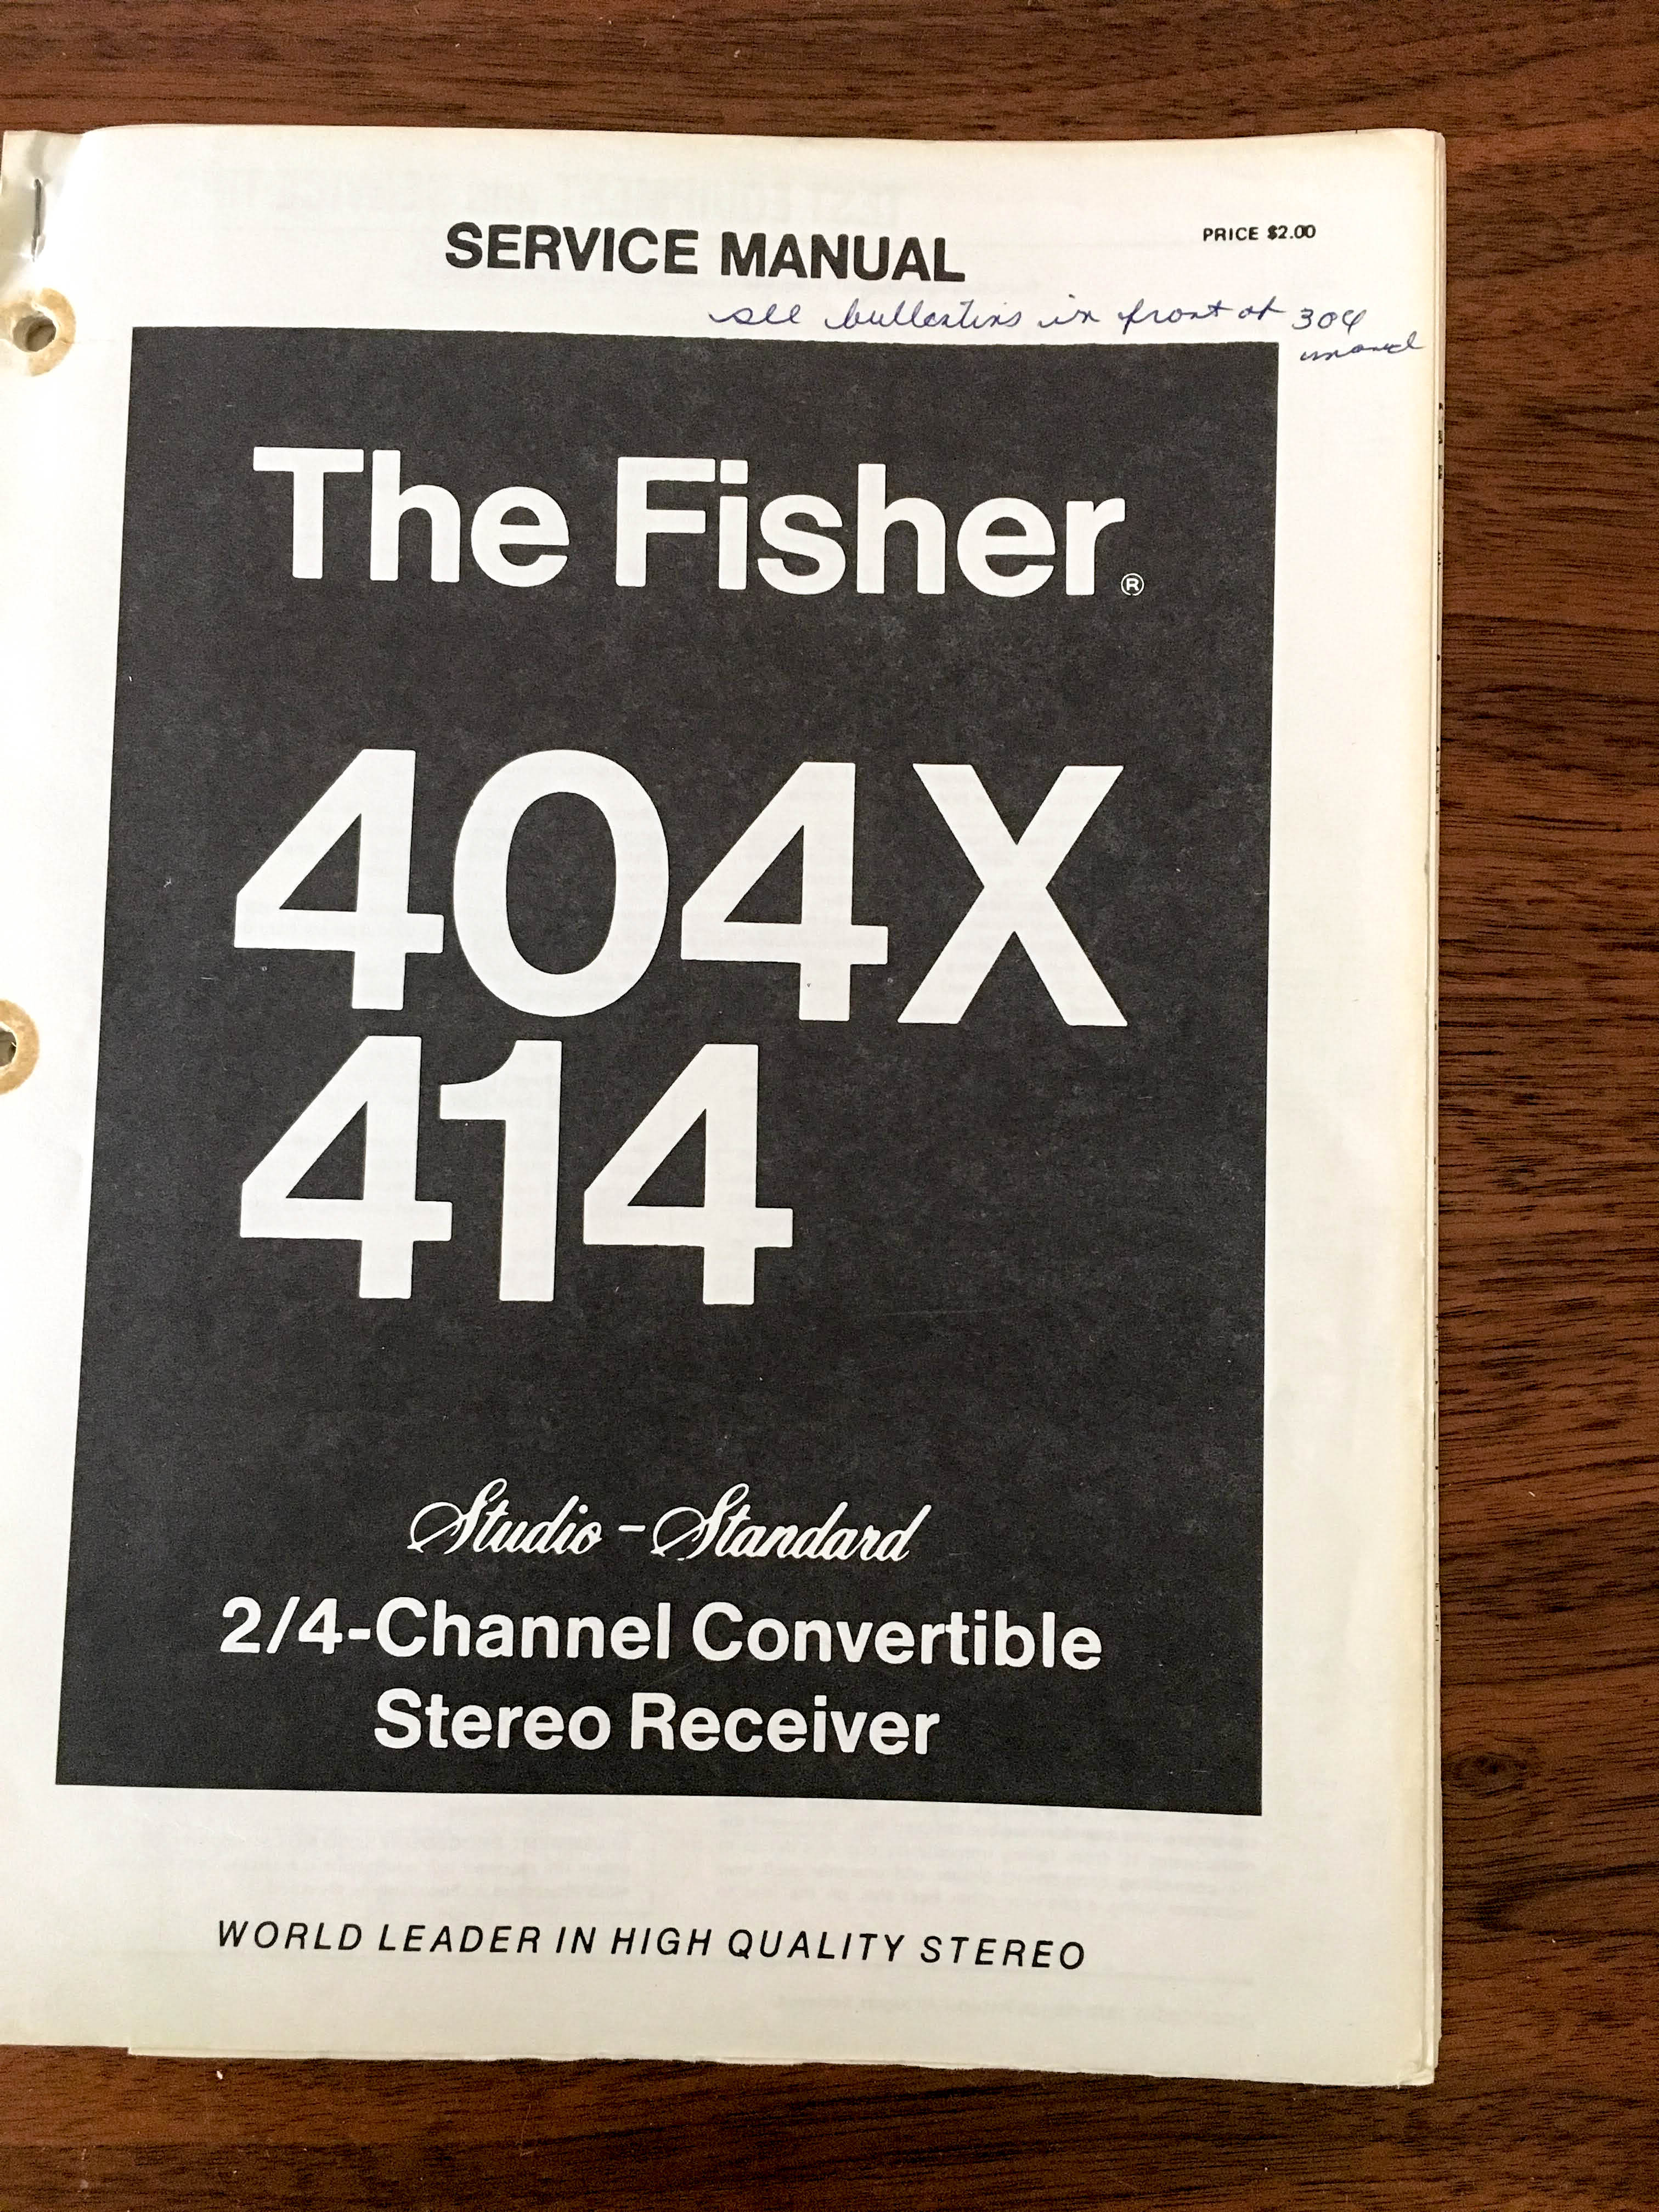 SERVICE MANUAL
PRICE $2.00
see bulletins in front of 304
manual
The Fisher®
404X
414
Studio-Standard
2/4-Channel Convertible
Stereo Receiver
WORLD LEADER IN HIGH QUALITY STEREO